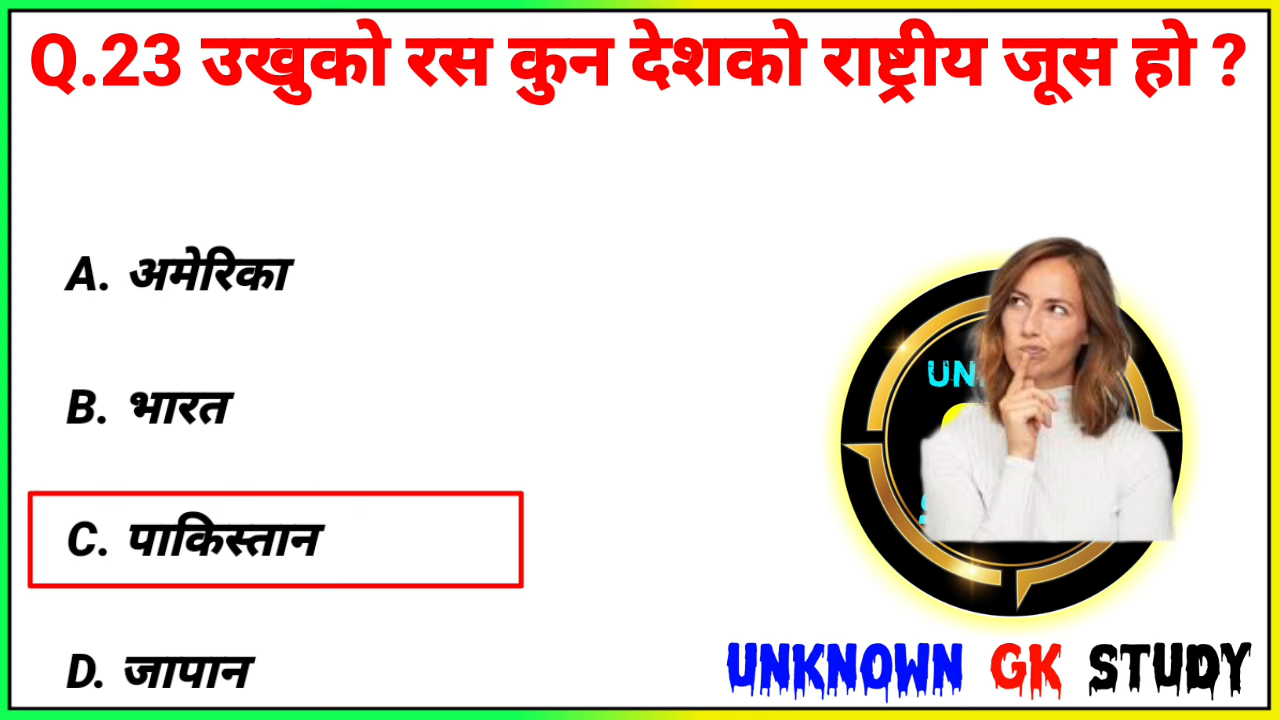 Q.23 उखुको रस कुन देशको राष्ट्रीय जूस हो ?
A. अमेरिका
B. भारत
C. पाकिस्तान
D. जापान
UNKNOWN GK STUDY